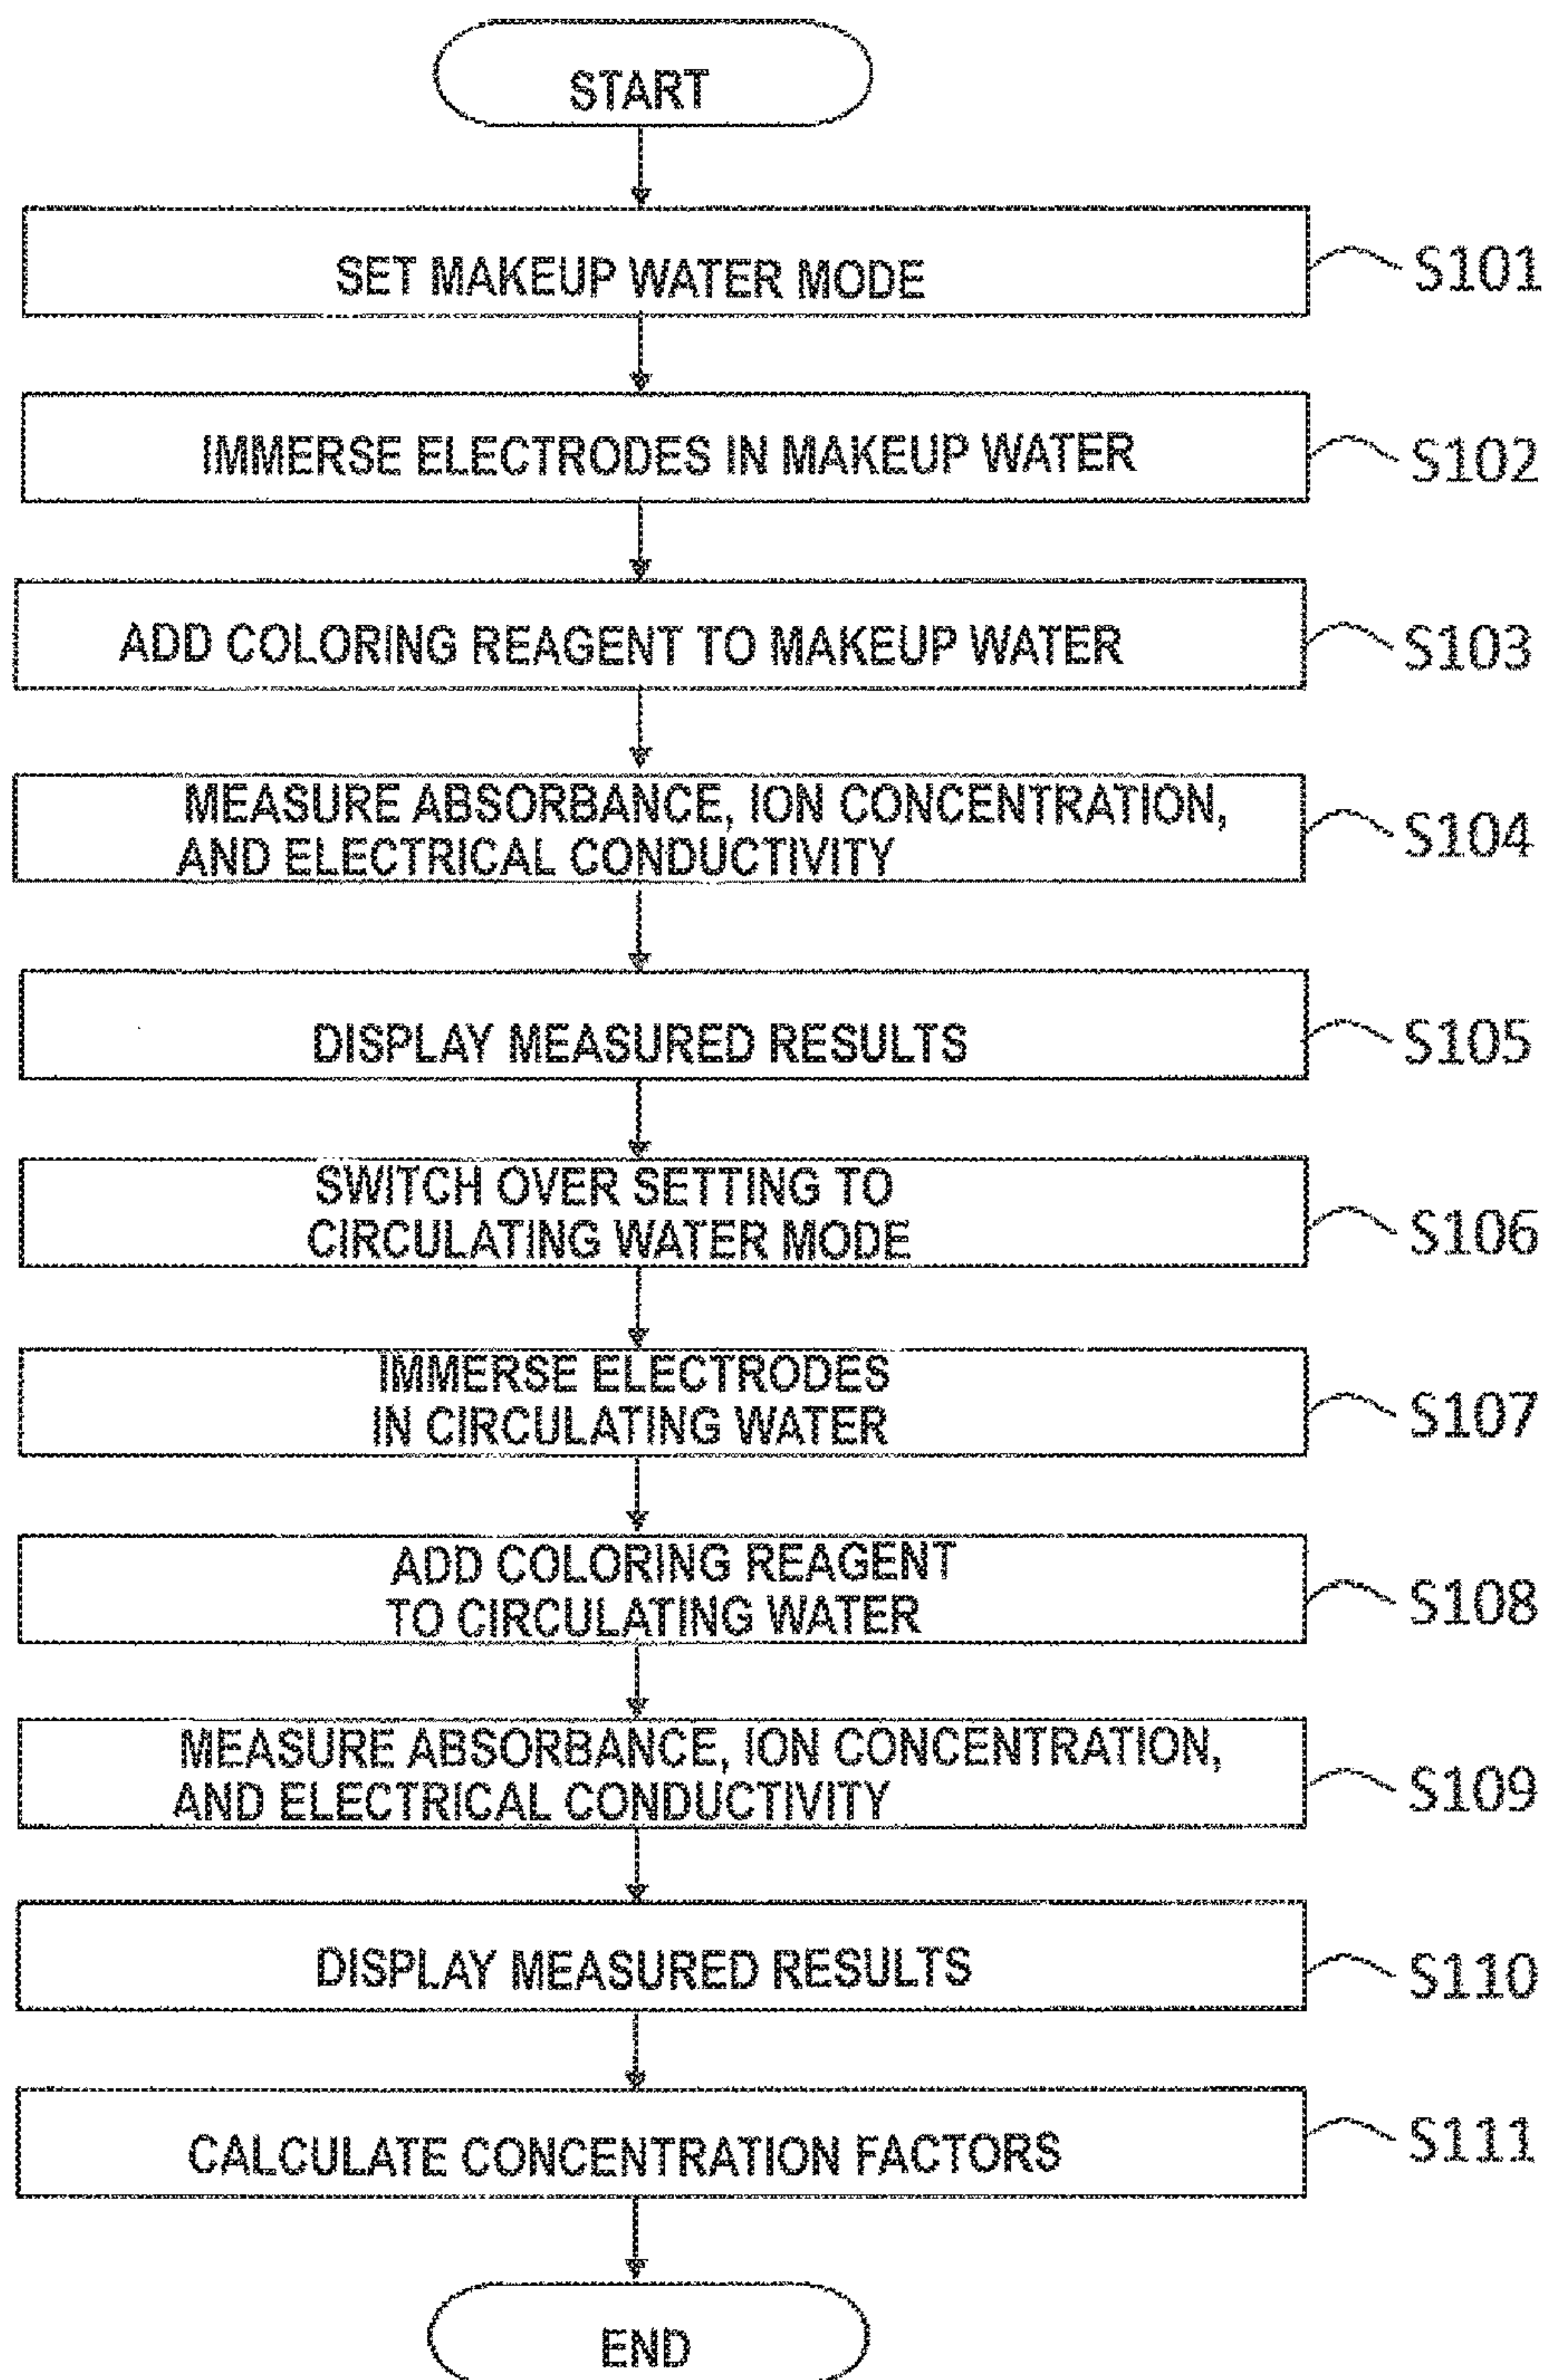 START
SET MAKEUP WATER MODE
S101
IMMERSE ELECTRODES IN MAKEUP WATER
S102
ADD COLORING REAGENT TO MAKEUP WATER
S103
MEASURE ABSORBANCE, ION CONCENTRATION,
AND ELECTRICAL CONDUCTIVITY
S104
DISPLAY MEASURED RESULTS
S105
SWITCH OVER SETTING TO
CIRCULATING WATER MODE
S106
IMMERSE ELECTRODES
IN CIRCULATING WATER
S107
ADD COLORING REAGENT
TO CIRCULATING WATER
S108
MEASURE ABSORBANCE, ION CONCENTRATION,
AND ELECTRICAL CONDUCTIVITY
S109
DISPLAY MEASURED RESULTS
S110
CALCULATE CONCENTRATION FACTORS
S111
END